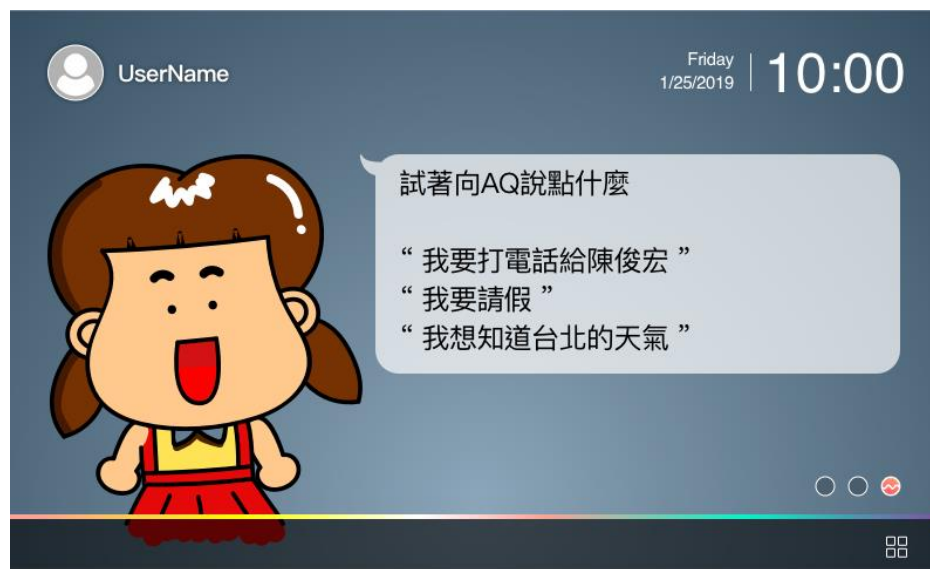 UserName
Friday
1/25/2019
10:00
試著向AQ說點什麼
“ 我要打電話給陳俊宏 ”
“ 我要請假 ”
“ 我想知道台北的天氣 ”